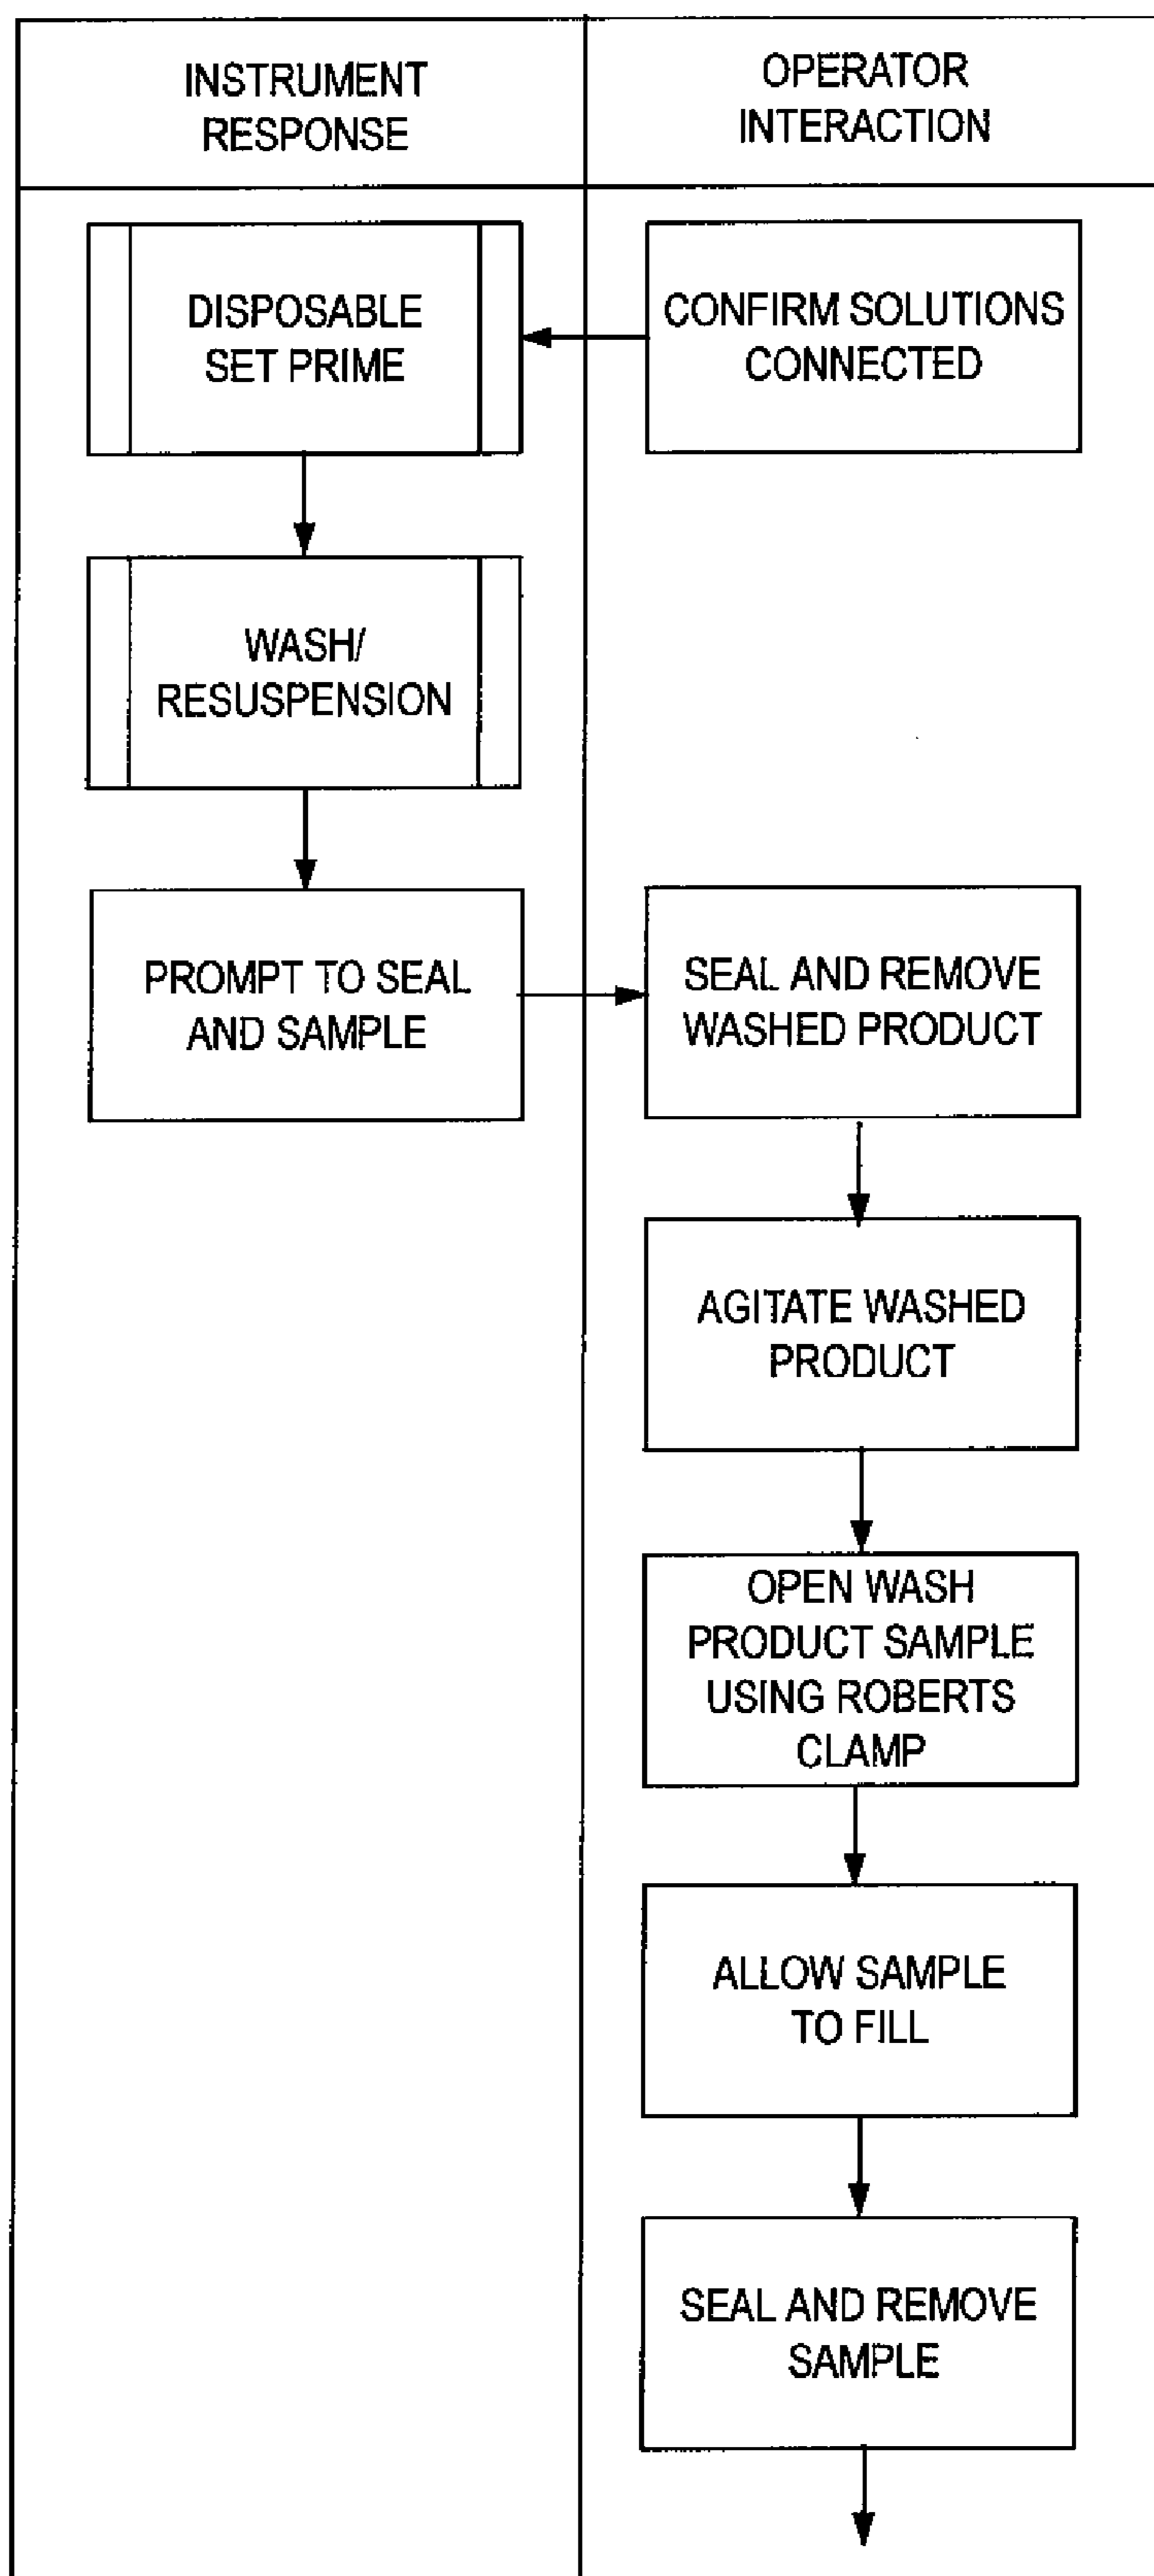 INSTRUMENT
RESPONSE
OPERATOR
INTERACTION
DISPOSABLE
SET PRIME
CONFIRM SOLUTIONS
CONNECTED
WASH/
RESUSPENSION
PROMPT TO SEAL
AND SAMPLE
SEAL AND REMOVE
WASHED PRODUCT
AGITATE WASHED
PRODUCT
OPEN WASH
PRODUCT SAMPLE
USING ROBERTS
CLAMP
ALLOW SAMPLE
TO FILL
SEAL AND REMOVE
SAMPLE